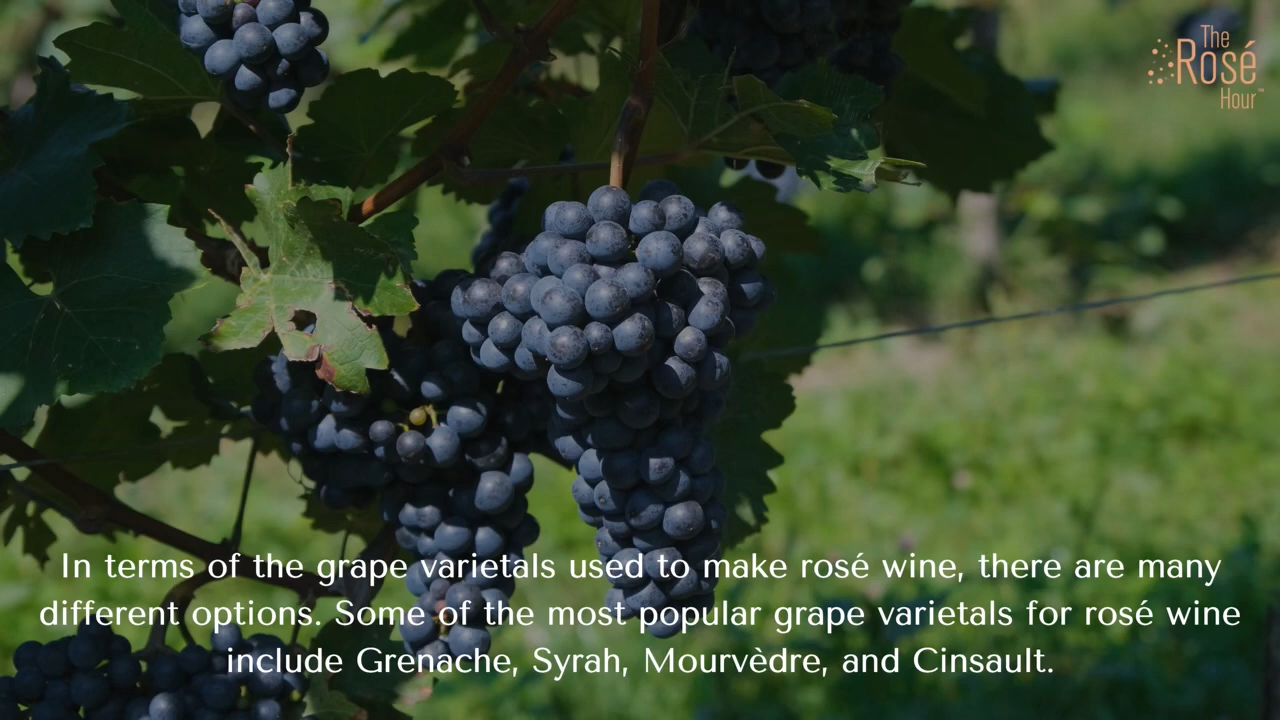 The
Rosé
Hour™
In terms of the grape varietals used to make rosé wine, there are many
different options. Some of the most popular grape varietals for rosé wine
include Grenache, Syrah, Mourvèdre, and Cinsault.